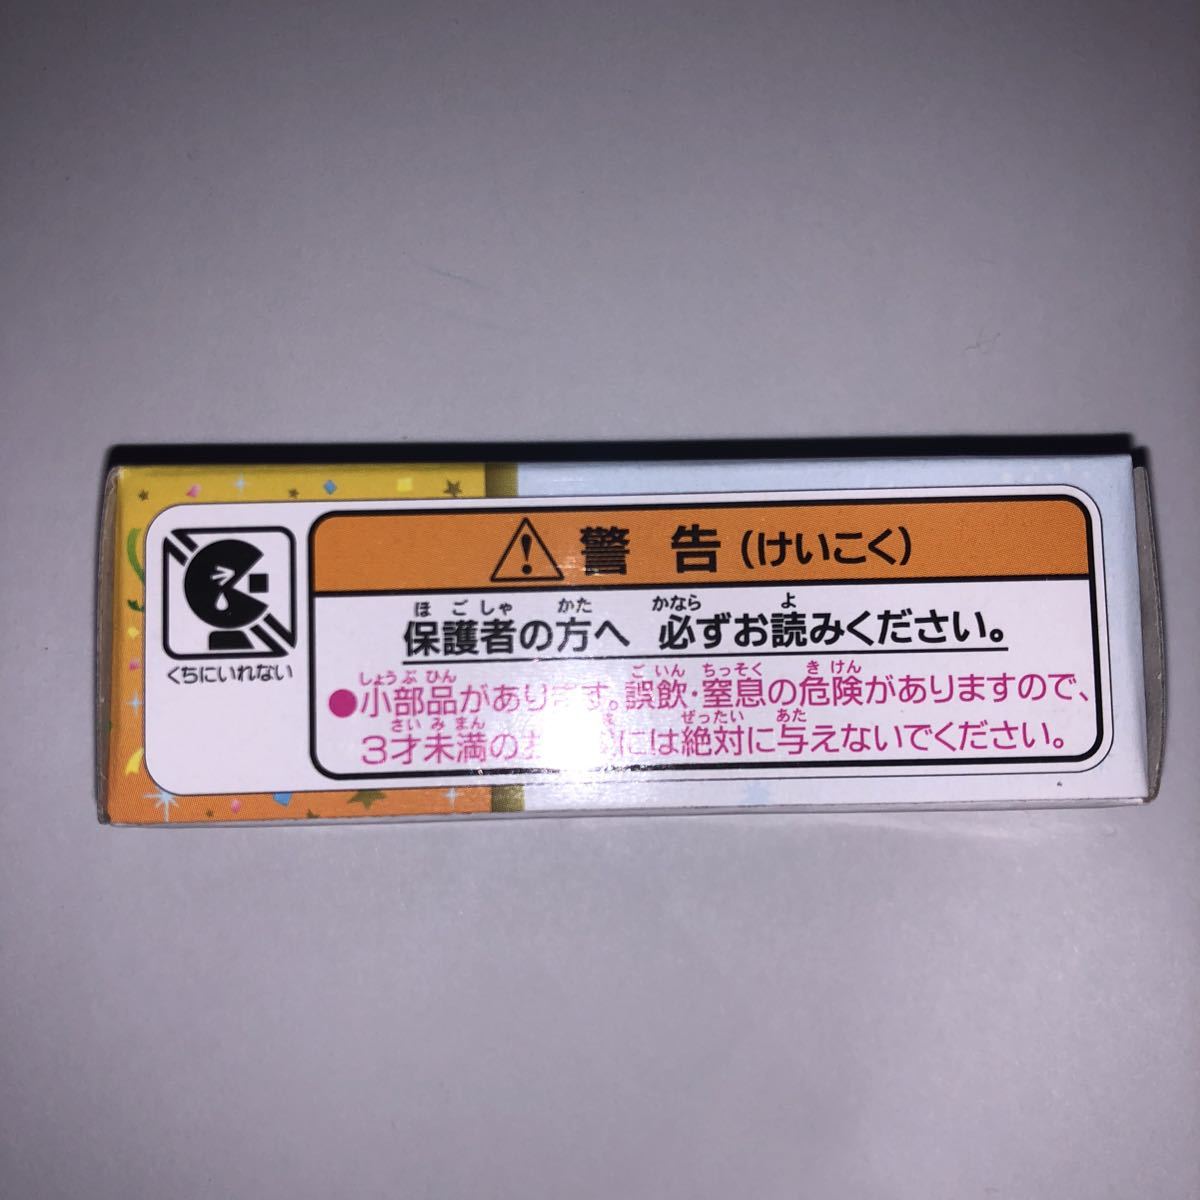 警告(けいこく)
保護者の方へ 必ずお読みください。
ほごしゃ かた かなら よ
くちにいれない
●小部品があります。誤飲・窒息の危険がありますので、
しょうぶひん ごいん ちっそく きけん
3才未満のお には絶対に与えないでください。
さいみまん ぜったい あた